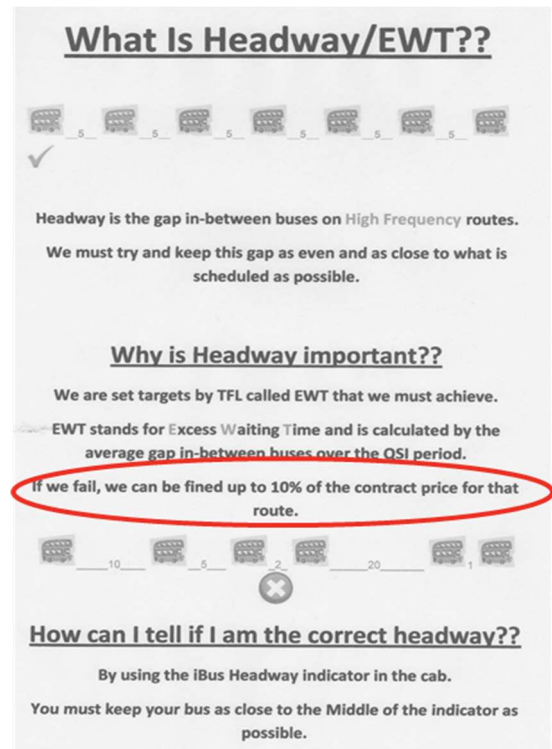 What Is Headway/EWT??
5 5 5 5 5 5
Headway is the gap in-between buses on High Frequency routes.
We must try and keep this gap as even and as close to what is
scheduled as possible.
Why is Headway important??
We are set targets by TFL called EWT that we must achieve.
EWT stands for Excess Waiting Time and is calculated by the
average gap in-between buses over the QSI period.
If we fail, we can be fined up to 10% of the contract price for that
route.
10 5 2 20 1
How can I tell if I am the correct headway??
By using the iBus Headway indicator in the cab.
You must keep your bus as close to the Middle of the indicator as
possible.